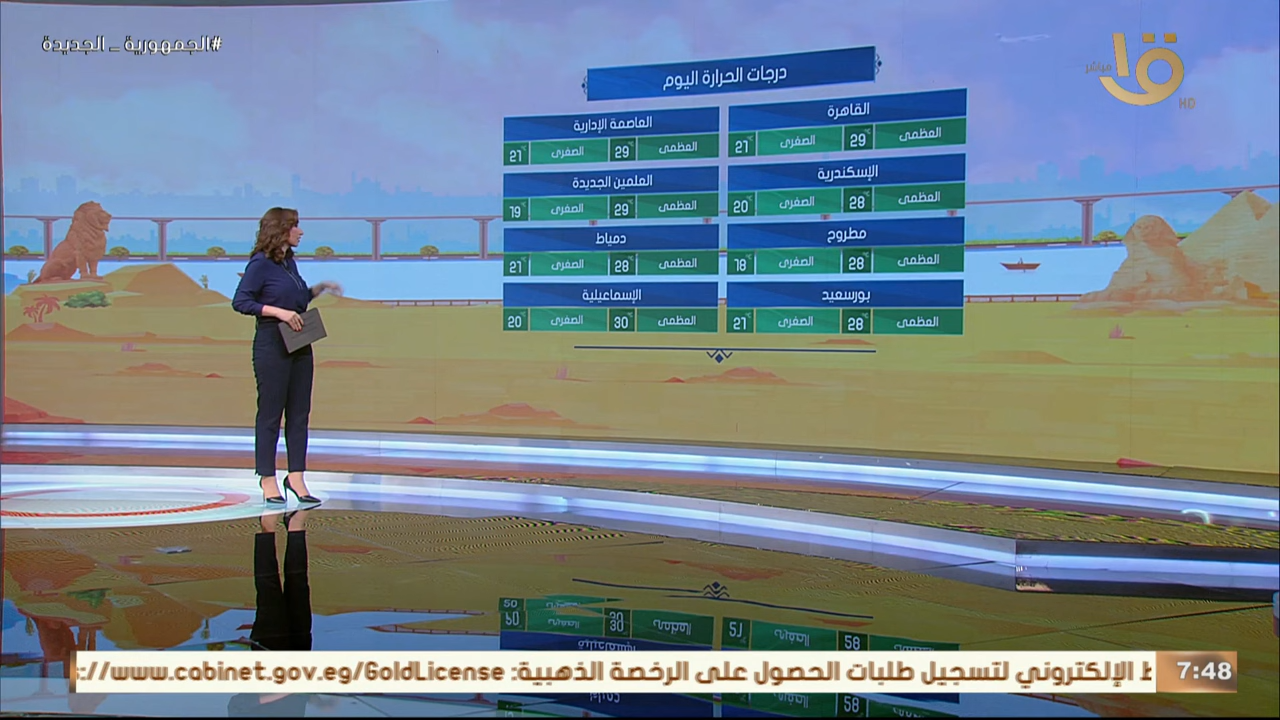 #الجمهورية_الجديدة
مباشر
HD
درجات الحرارة اليوم
القاهرة
العظمى 29°c الصغرى 21°c
العاصمة الإدارية
العظمى 29°c الصغرى 21°c
الإسكندرية
العظمى 28°c الصغرى 20°c
العلمين الجديدة
العظمى 29°c الصغرى 19°c
مطروح
العظمى 28°c الصغرى 18°c
دمياط
العظمى 28°c الصغرى 21°c
بورسعيد
العظمى 28°c الصغرى 21°c
الإسماعيلية
العظمى 30°c الصغرى 20°c
الإلكتروني لتسجيل طلبات الحصول على الرخصة الذهبية: ://www.cabinet.gov.eg/GoldLicense
7:48